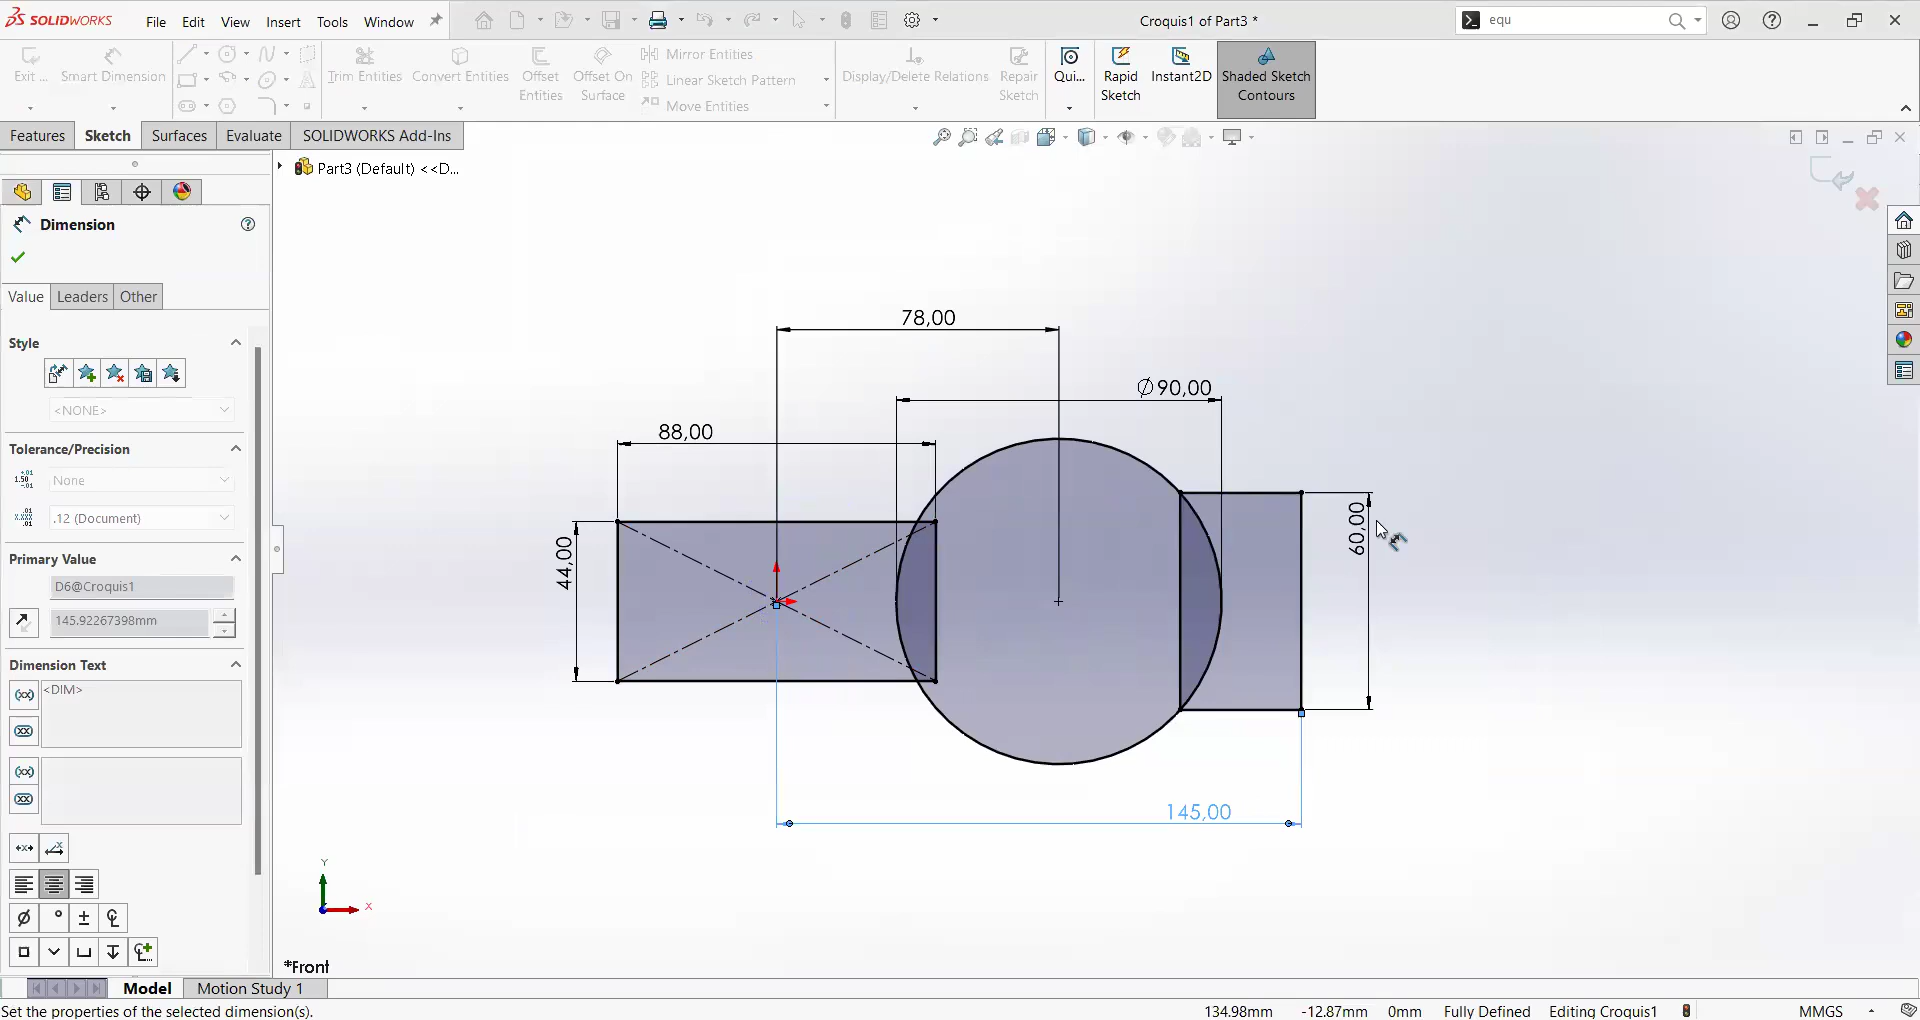 SOLIDWORKS
File
Edit
View
Insert
Tools
Window
Croquis1 of Part3 *
equ
Exit ...
Smart Dimension
Trim Entities
Convert Entities
Offset
Entities
Offset On
Surface
Mirror Entities
Linear Sketch Pattern
Move Entities
Display/Delete Relations
Repair
Sketch
Qui...
Rapid
Sketch
Instant2D
Shaded Sketch
Contours
Features
Sketch
Surfaces
Evaluate
SOLIDWORKS Add-Ins
Part3 (Default) <<D...
Dimension
Value
Leaders
Other
Style
<NONE>
Tolerance/Precision
None
.12 (Document)
Primary Value
D6@Croquis1
145.92267398mm
Dimension Text
<DIM>
78,00
Ø90,00
88,00
44,00
60,00
145,00
Y
X
*Front
Model
Motion Study 1
Set the properties of the selected dimension(s).
134.98mm
-12.87mm
0mm
Fully Defined
Editing Croquis1
MMGS